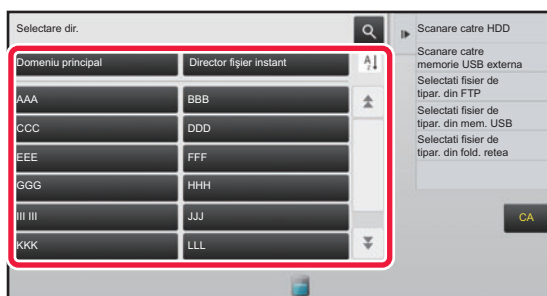 Selectare dir.
Domeniu principal
Director fișier instant
AAA
BBB
CCC
DDD
EEE
FFF
GGG
HHH
III III
JJJ
KKK
LLL
Scanare catre HDD
Scanare catre
memorie USB externa
Selectati fisier de
tipar. din FTP
Selectati fisier de
tipar. din mem. USB
Selectati fisier de
tipar. din fold. retea
CA